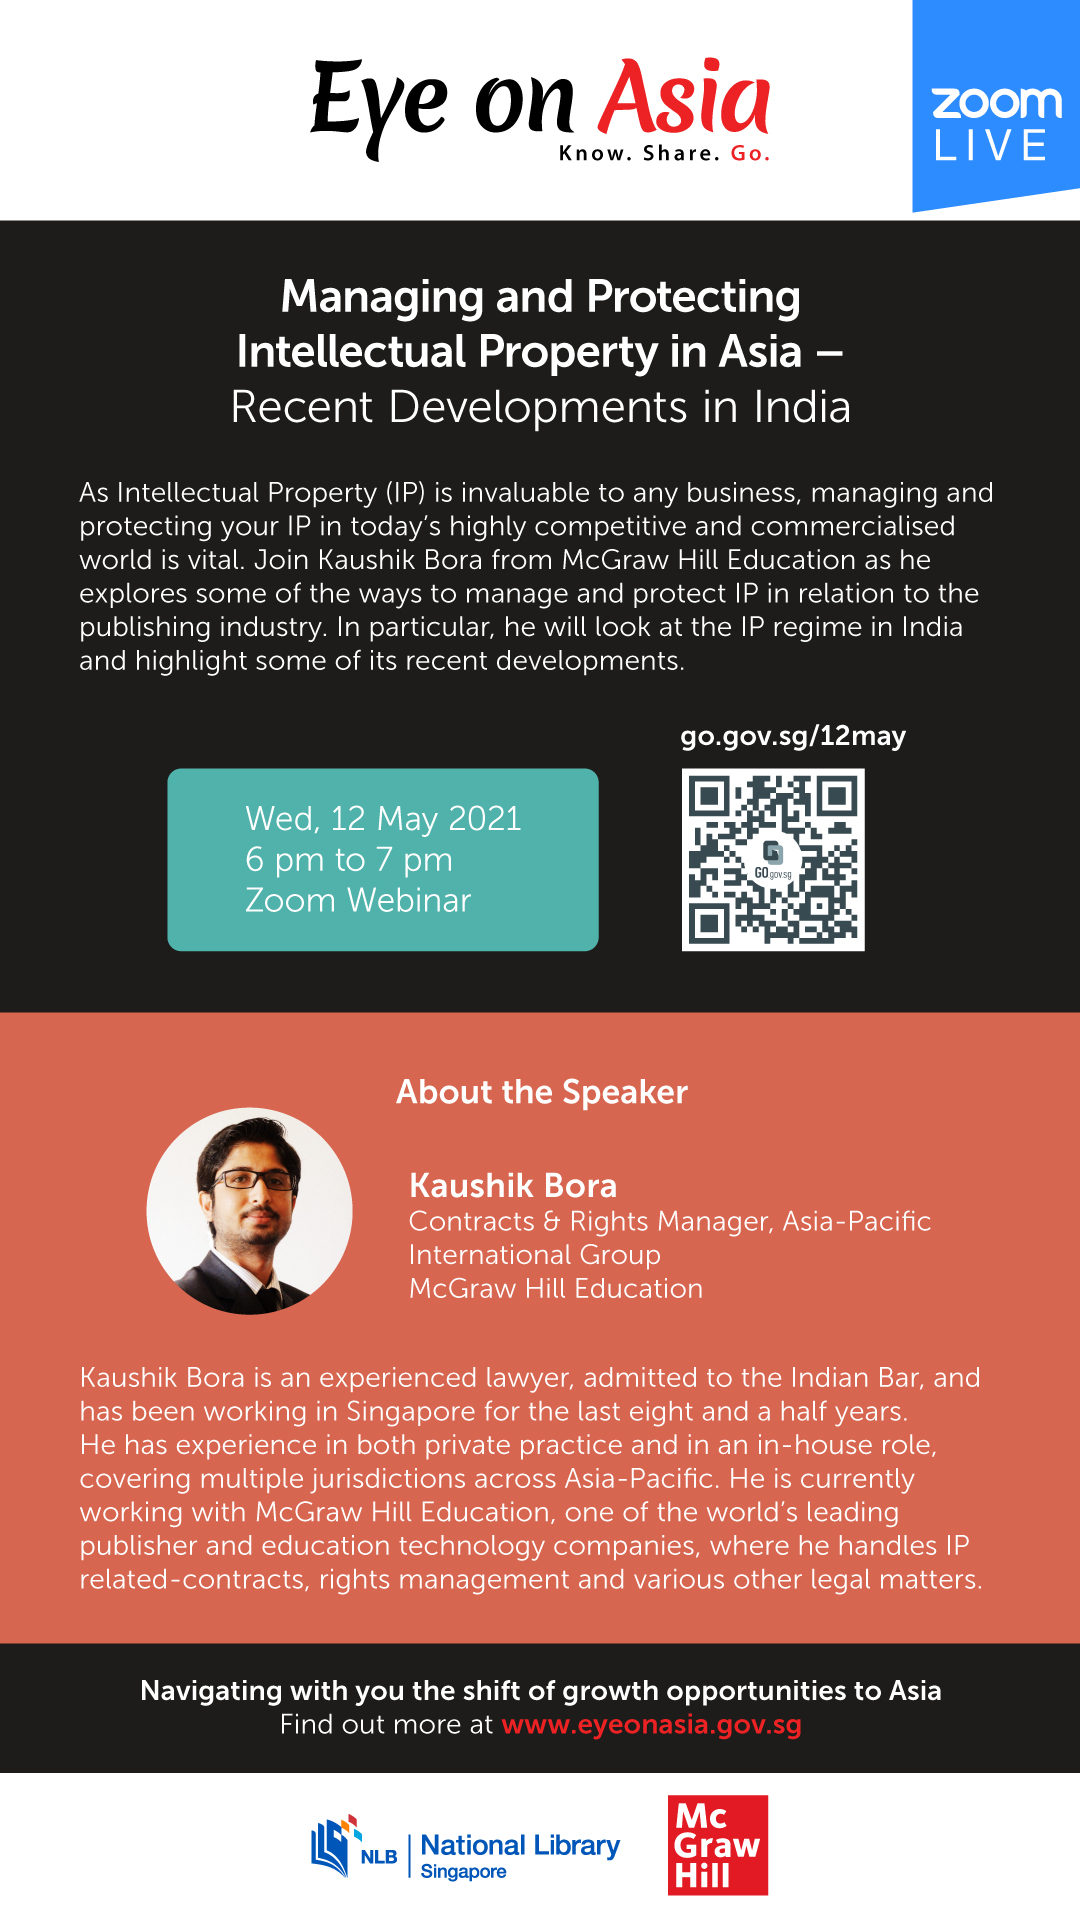 Eye on Asia
Know. Share. Go.
zoom
LIVE
Managing and Protecting
Intellectual Property in Asia –
Recent Developments in India
As Intellectual Property (IP) is invaluable to any business, managing and
protecting your IP in today’s highly competitive and commercialised
world is vital. Join Kaushik Bora from McGraw Hill Education as he
explores some of the ways to manage and protect IP in relation to the
publishing industry. In particular, he will look at the IP regime in India
and highlight some of its recent developments.
go.gov.sg/12may
Wed, 12 May 2021
6 pm to 7 pm
Zoom Webinar
GO.gov.sg
About the Speaker
Kaushik Bora
Contracts & Rights Manager, Asia-Pacific
International Group
McGraw Hill Education
Kaushik Bora is an experienced lawyer, admitted to the Indian Bar, and
has been working in Singapore for the last eight and a half years.
He has experience in both private practice and in an in-house role,
covering multiple jurisdictions across Asia-Pacific. He is currently
working with McGraw Hill Education, one of the world’s leading
publisher and education technology companies, where he handles IP
related-contracts, rights management and various other legal matters.
Navigating with you the shift of growth opportunities to Asia
Find out more at www.eyeonasia.gov.sg
NLB
National Library
Singapore
Mc
Graw
Hill